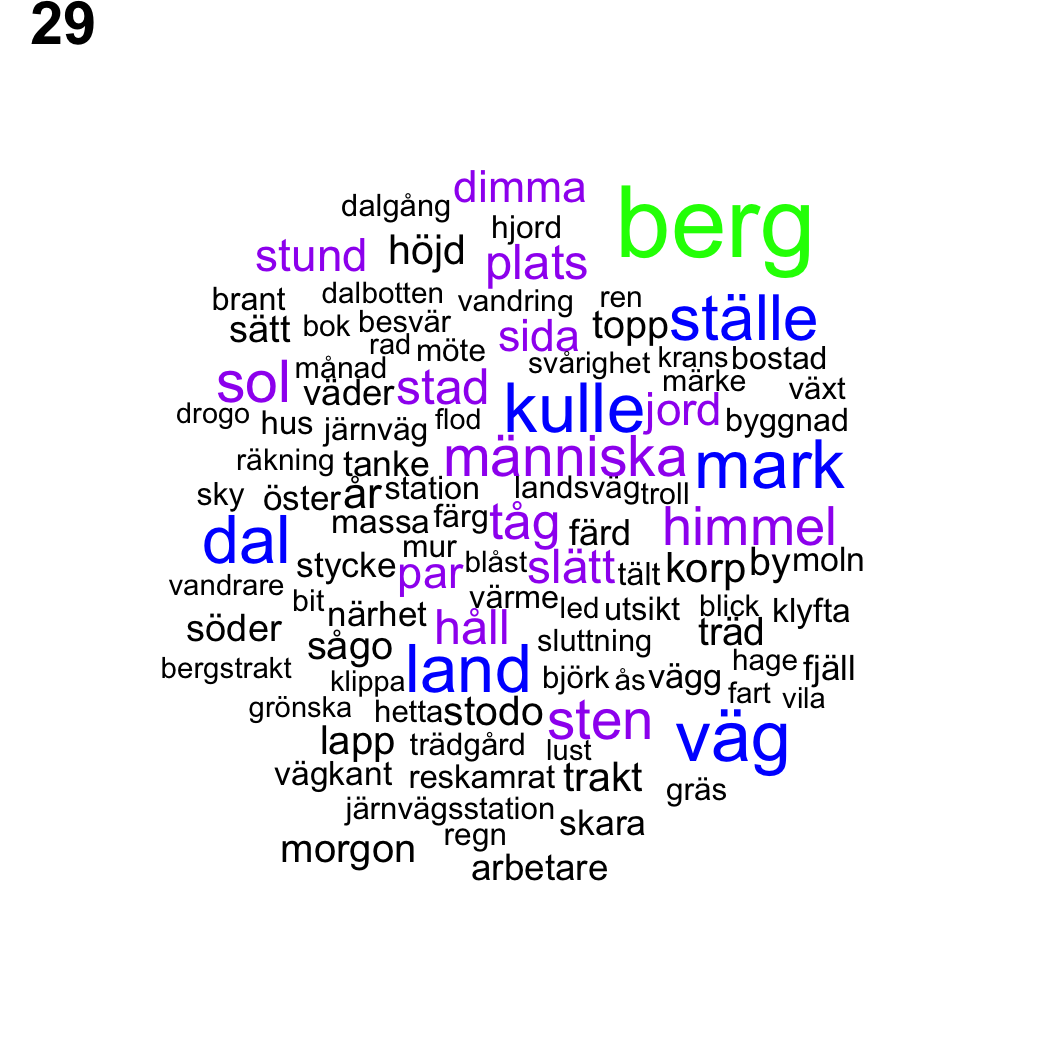 29
dimma
dalgång
berg
hjord
stund höjd plats
brant dalbotten vandring ren
sätt bok besvär sida topp ställe
rad möte
svårighet krans bostad
sol månad väder stad märke växt
drogo hus järnväg flod kulle jord byggnad
räkning tanke människa mark
sky öster år station landsväg troll
massa färg tåg färd himmel
dal mur
stycke par blåst slätt tält korp by moln
vandrare bit närhet värme led utsikt blick klyfta
söder sågo håll sluttning träd
bergstrakt klippa land björk ås vägg hage fjäll
grönska hetta stodo sten fart vila
lapp trädgård lust väg
vägkant reskamrat trakt gräs
järnvägsstation
regn skara
morgon arbetare